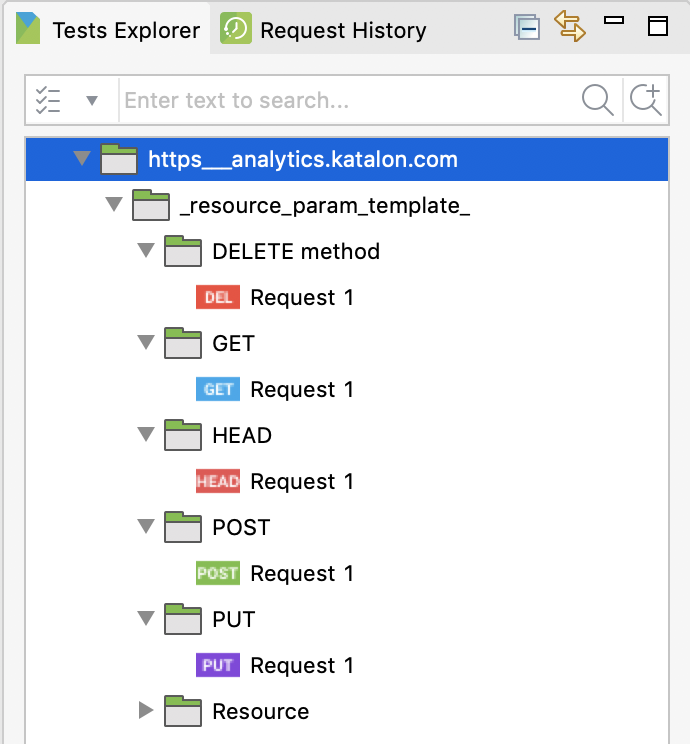 Tests Explorer Request History
Enter text to search...
https___analytics.katalon.com
_resource_param_template_
DELETE method
DEL Request 1
GET
GET Request 1
HEAD
HEAD Request 1
POST
POST Request 1
PUT
PUT Request 1
Resource